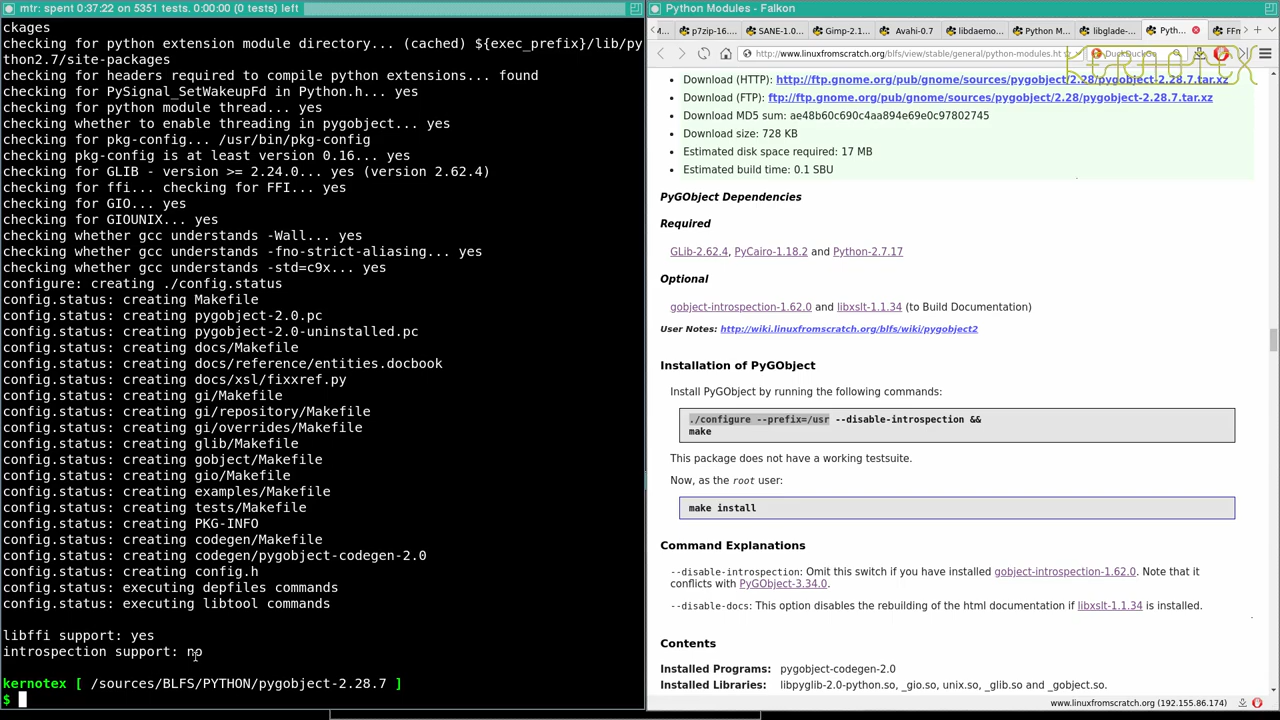 mtr: spent 0:37:22 on 5351 tests. 0:00:00 (0 tests) left
ckages
checking for python extension module directory... (cached) ${exec_prefix}/lib/py
thon2.7/site-packages
checking for headers required to compile python extensions... found
checking for PySignal_SetWakeupFd in Python.h... yes
checking for python module thread... yes
checking whether to enable threading in pygobject... yes
checking for pkg-config... /usr/bin/pkg-config
checking pkg-config is at least version 0.16... yes
checking for GLIB - version >= 2.24.0... yes (version 2.62.4)
checking for ffi... checking for FFI... yes
checking for GIO... yes
checking for GIOUNIX... yes
checking whether gcc understands -Wall... yes
checking whether gcc understands -fno-strict-aliasing... yes
checking whether gcc understands -std=c9x... yes
configure: creating ./config.status
config.status: creating Makefile
config.status: creating pygobject-2.0.pc
config.status: creating pygobject-2.0-uninstalled.pc
config.status: creating docs/Makefile
config.status: creating docs/reference/entities.docbook
config.status: creating docs/xsl/fixxref.py
config.status: creating gi/Makefile
config.status: creating gi/repository/Makefile
config.status: creating gi/overrides/Makefile
config.status: creating glib/Makefile
config.status: creating gobject/Makefile
config.status: creating gio/Makefile
config.status: creating examples/Makefile
config.status: creating tests/Makefile
config.status: creating PKG-INFO
config.status: creating codegen/Makefile
config.status: creating codegen/pygobject-codegen-2.0
config.status: creating config.h
config.status: executing depfiles commands
config.status: executing libtool commands
libffi support: yes
introspection support: no
kernotex [ /sources/BLFS/PYTHON/pygobject-2.28.7 ]
$
Python Modules - Falkon
4... p7zip-16.... SANE-1.0... Gimp-2.1... Avahi-0.7 libdaemo... Python M... libglade-... Pyth... FFm
http://www.linuxfromscratch.org/blfs/view/stable/general/python-modules.ht DuckDuckGo
KERNOTEX
Download (HTTP): http://ftp.gnome.org/pub/gnome/sources/pygobject/2.28/pygobject-2.28.7.tar.xz
Download (FTP): ftp://ftp.gnome.org/pub/gnome/sources/pygobject/2.28/pygobject-2.28.7.tar.xz
Download MD5 sum: ae48b60c690c4aa894e69e0c97802745
Download size: 728 KB
Estimated disk space required: 17 MB
Estimated build time: 0.1 SBU
PyGObject Dependencies
Required
GLib-2.62.4, PyCairo-1.18.2 and Python-2.7.17
Optional
gobject-introspection-1.62.0 and libxslt-1.1.34 (to Build Documentation)
User Notes: http://wiki.linuxfromscratch.org/blfs/wiki/pygobject2
Installation of PyGObject
Install PyGObject by running the following commands:
./configure --prefix=/usr --disable-introspection &&
make
This package does not have a working testsuite.
Now, as the root user:
make install
Command Explanations
--disable-introspection: Omit this switch if you have installed gobject-introspection-1.62.0. Note that it
conflicts with PyGObject-3.34.0.
--disable-docs: This option disables the rebuilding of the html documentation if libxslt-1.1.34 is installed.
Contents
Installed Programs: pygobject-codegen-2.0
Installed Libraries: libpyglib-2.0-python.so, _gio.so, unix.so, _glib.so and _gobject.so.
www.linuxfromscratch.org (192.155.86.174)